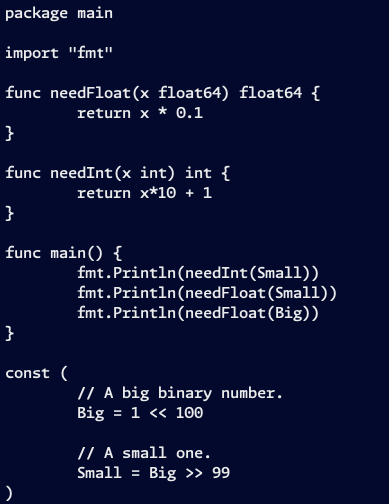 package main

import "fmt"

func needFloat(x float64) float64 {
        return x * 0.1
}

func needInt(x int) int {
        return x*10 + 1
}

func main() {
        fmt.Println(needInt(Small))
        fmt.Println(needFloat(Small))
        fmt.Println(needFloat(Big))
}

const (
        // A big binary number.
        Big = 1 << 100

        // A small one.
        Small = Big >> 99
)